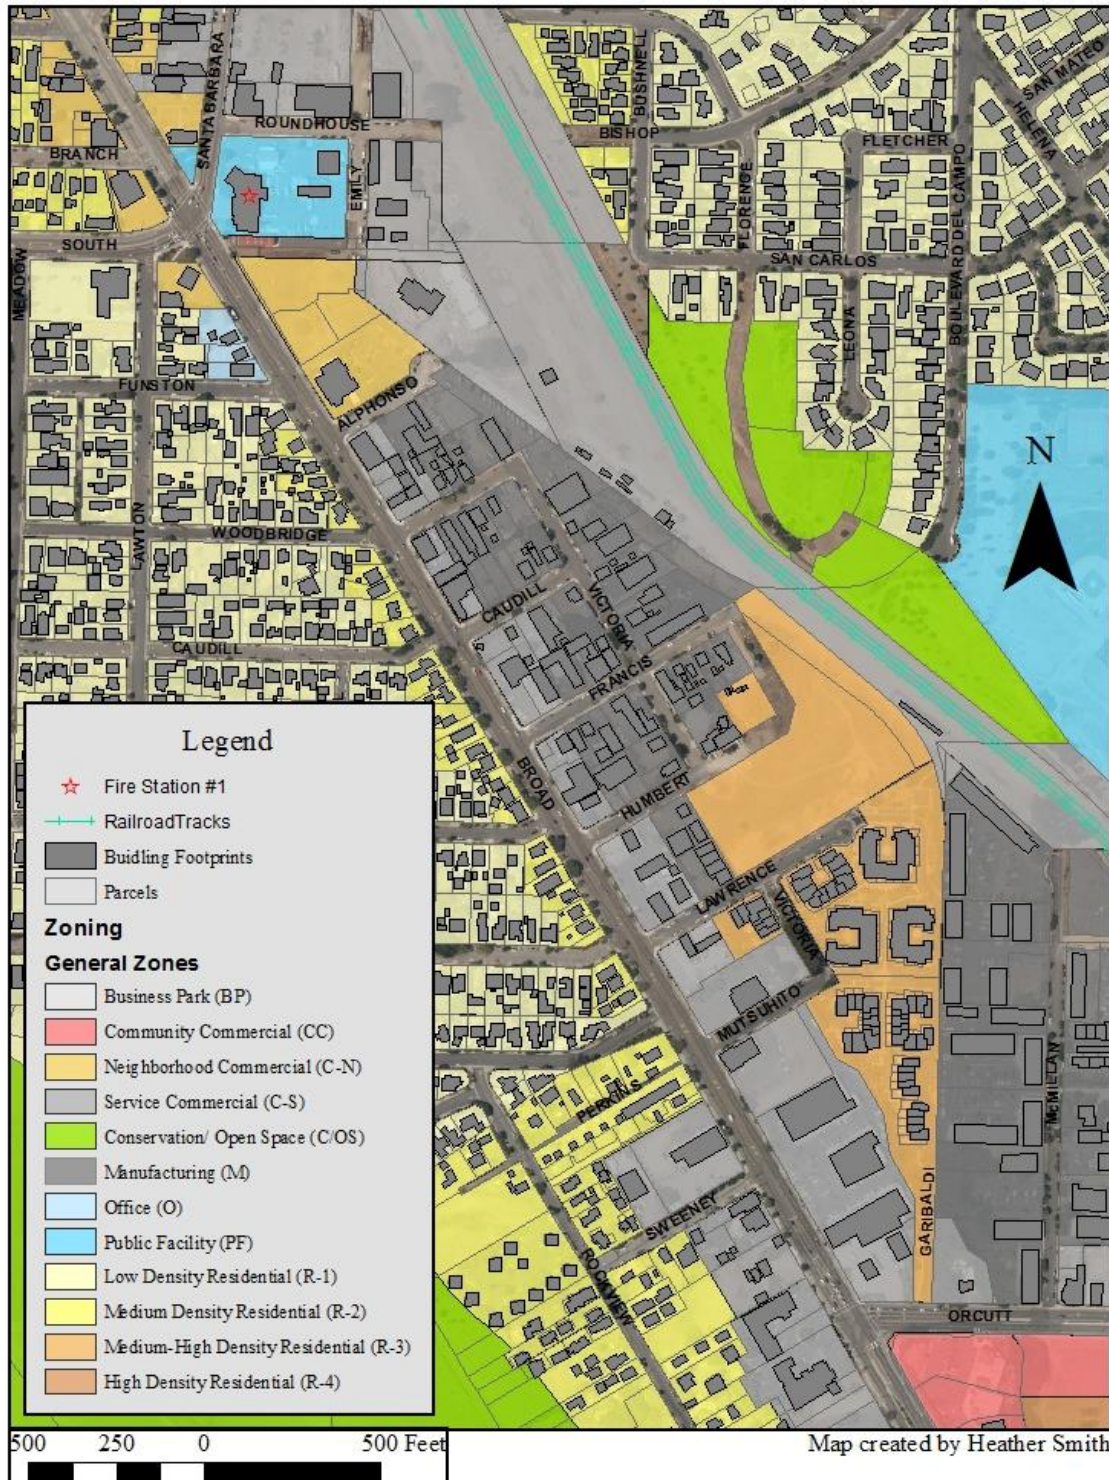 SANTA BARBARA
ROUNDHOUSE
BRANCH
EMILY
SOUTH
MEADOW
BUSHNELL
BISHOP
FLETCHER
SAN MATEO
HELENA
FLORENCE
BOULEVARD DEL CAMPO
SAN CARLOS
LEONA
FUNSTON
ALPHONSO
LAWTON
WOODBRIDGE
CAUDILL
CAUDILL
VICTORIA
FRANCIS
N
BROAD
HUMBERT
LAWRENCE
VICTORIA
MUTSUHITO
PERKINS
McMILLAN
SWEENEY
ROCKVIEW
GARIBALDI
ORCUTT
Legend
Fire Station #1
RailroadTracks
Buidling Footprints
Parcels
Zoning
General Zones
Business Park (BP)
Community Commercial (CC)
Neighborhood Commercial (C-N)
Service Commercial (C-S)
Conservation/ Open Space (C/OS)
Manufacturing (M)
Office (O)
Public Facility (PF)
Low Density Residential (R-1)
Medium Density Residential (R-2)
Medium-High Density Residential (R-3)
High Density Residential (R-4)
500 250 0 500 Feet
Map created by Heather Smith